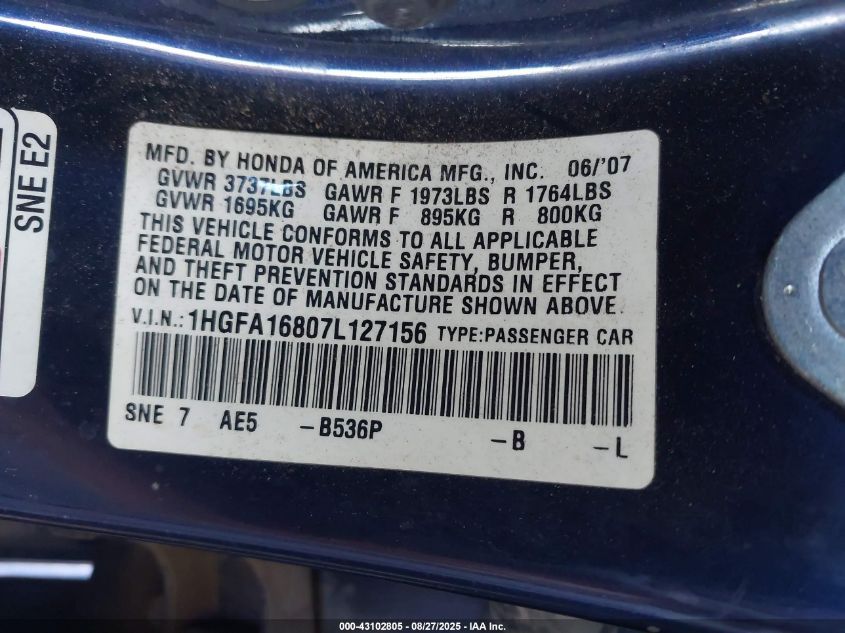 SNE E2
MFD. BY HONDA OF AMERICA MFG., INC. 06/'07
GVWR 3737LBS GAWR F 1973LBS R 1764LBS
GVWR 1695KG GAWR F 895KG R 800KG
THIS VEHICLE CONFORMS TO ALL APPLICABLE
FEDERAL MOTOR VEHICLE SAFETY, BUMPER,
AND THEFT PREVENTION STANDARDS IN EFFECT
ON THE DATE OF MANUFACTURE SHOWN ABOVE.
V.I.N.:1HGFA16807L127156 TYPE:PASSENGER CAR
SNE 7 AE5 -B536P -B -L
000-43102805 - 08/27/2025 - IAA Inc.